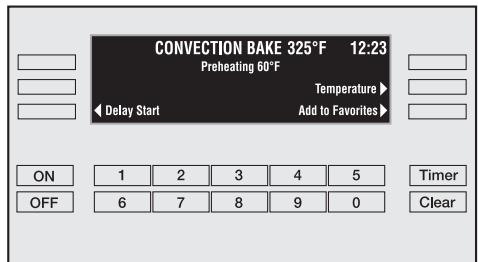 CONVECTION BAKE 325°F 12:23
Preheating 60°F
Temperature
Delay Start Add to Favorites
ON 1 2 3 4 5 Timer
OFF 6 7 8 9 0 Clear